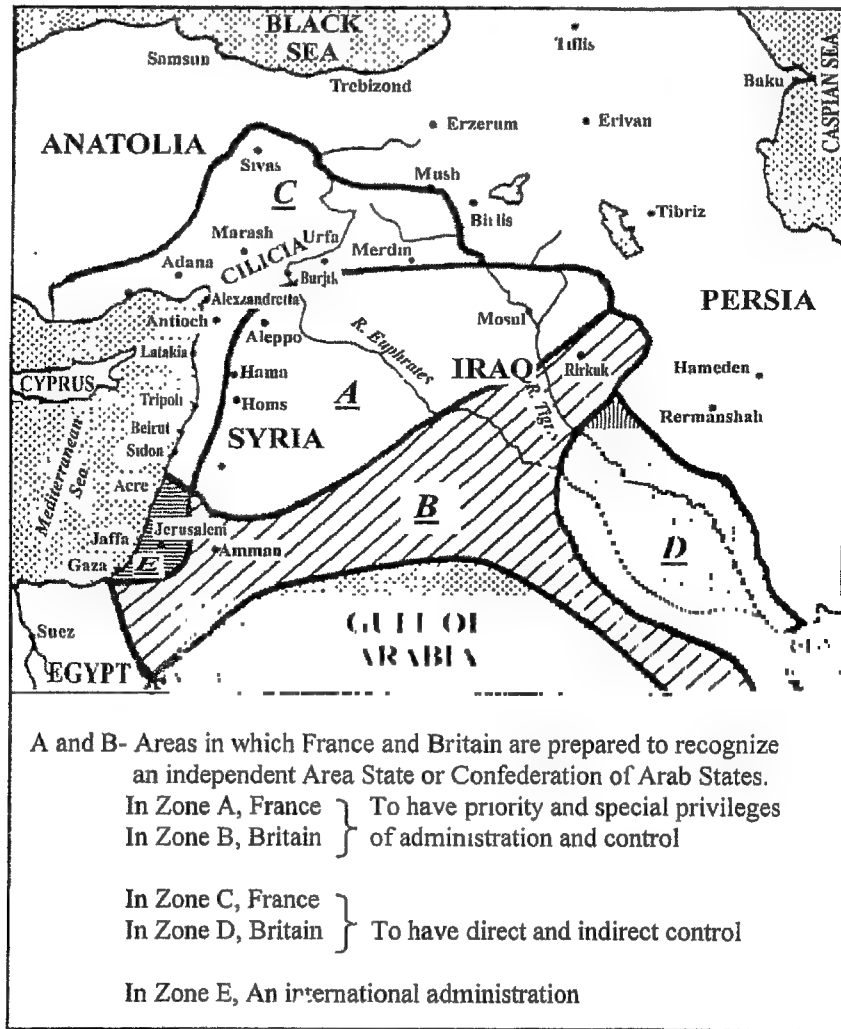 BLACK
SEA
Tiflis
Samsun
Trebizond
Baku
CASPIAN SEA
Erzerum
Erivan
ANATOLIA
Sivas
Mush
C
Bitlis
Tibriz
Marash
Urfa
Merdin
Adana
CILICIA
Burjik
Alexzandretta
PERSIA
Antioch
Aleppo
Mosul
R. Euphrates
Latakia
IRAQ
Rirkuk
Hameden
CYPRUS
Hama
A
R. Tigr
Tripoli
Homs
Rermanshah
Beirut
SYRIA
Sidon
Mediterranean
Sea
Acre
B
Jaffa
Jerusalem
D
Gaza
E
Amman
Suez
GULF OF
ARABIA
EGYPT
A and B- Areas in which France and Britain are prepared to recognize
an independent Area State or Confederation of Arab States.
In Zone A, France } To have priority and special privileges
In Zone B, Britain } of administration and control
In Zone C, France
In Zone D, Britain } To have direct and indirect control
In Zone E, An international administration